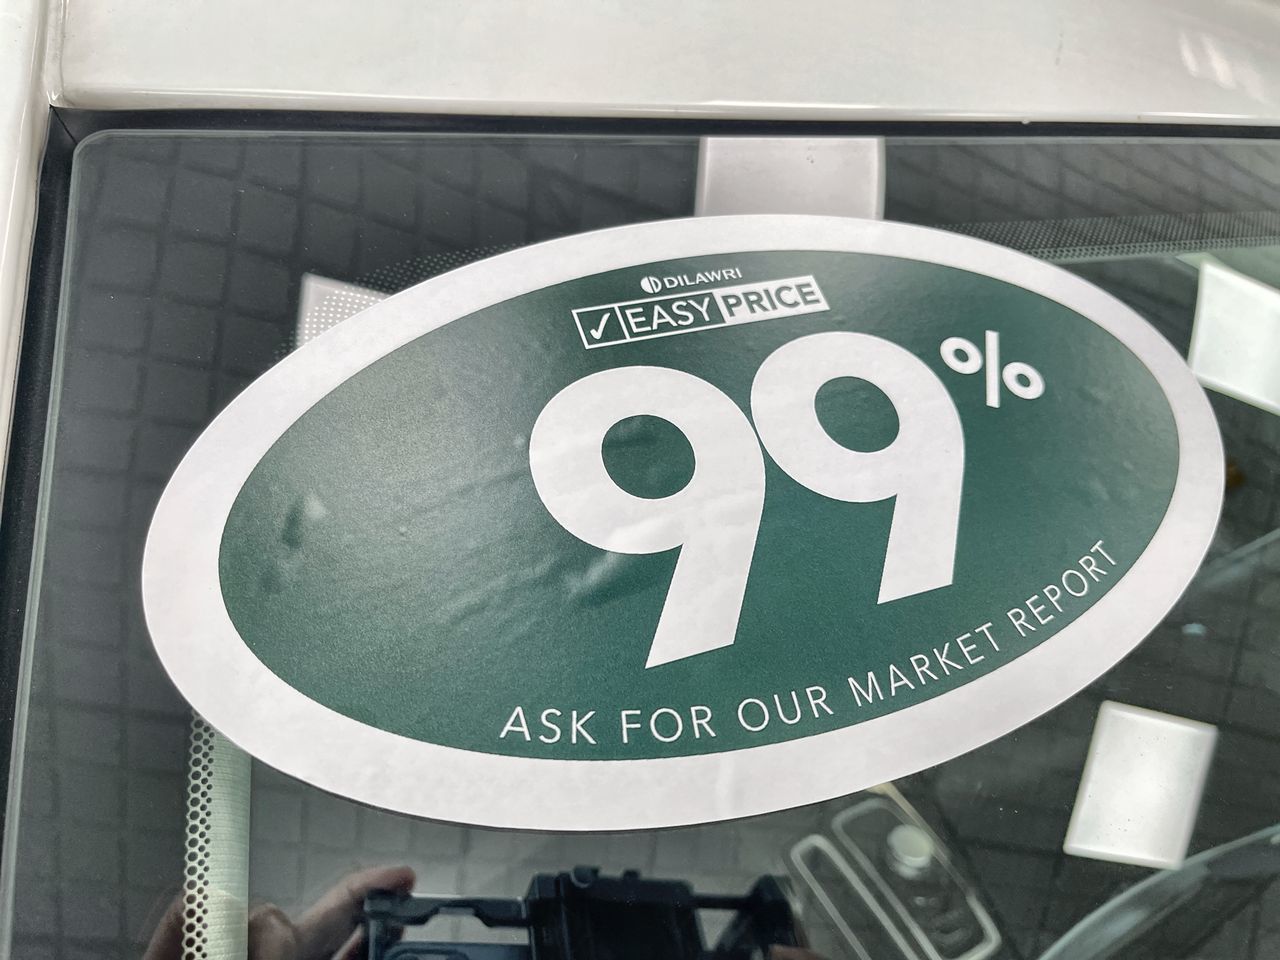 DILAWRI
✓ EASY PRICE
99%
ASK FOR OUR MARKET REPORT